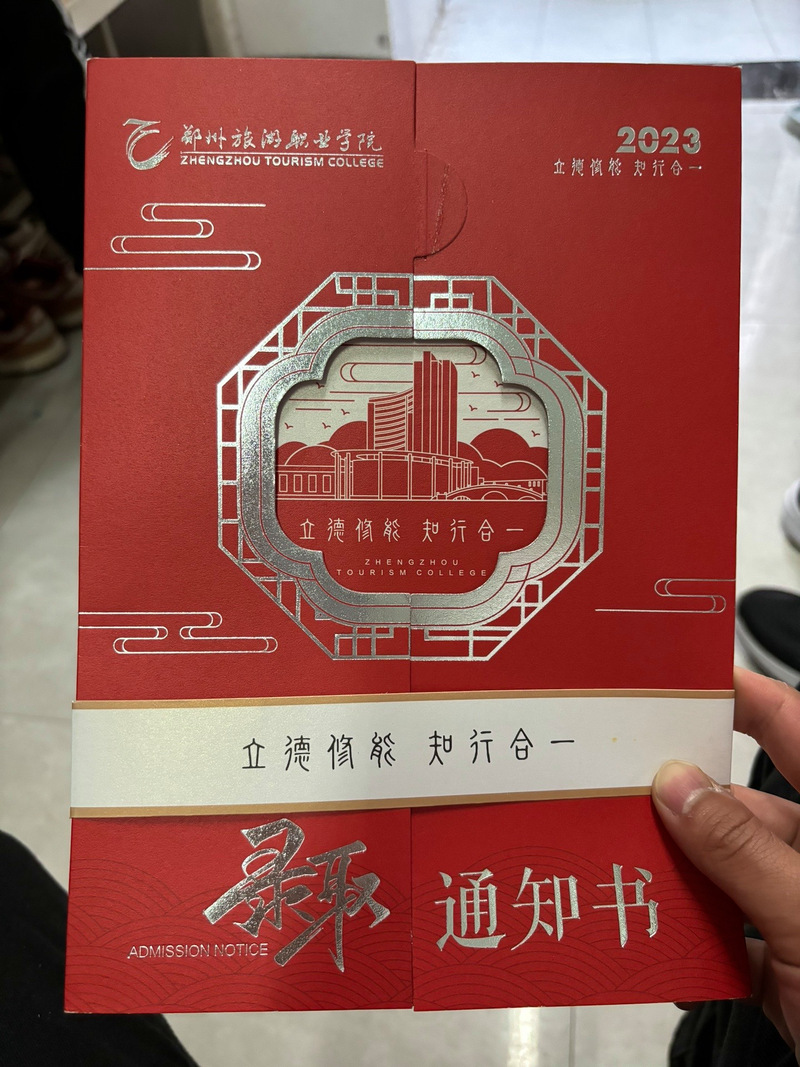 郑州旅游职业学院
ZHENGZHOU TOURISM COLLEGE
2023
立德修能 知行合一
立德修能 知行合一
ZHENGZHOU
TOURISM COLLEGE
立德修能 知行合一
录取通知书
ADMISSION NOTICE